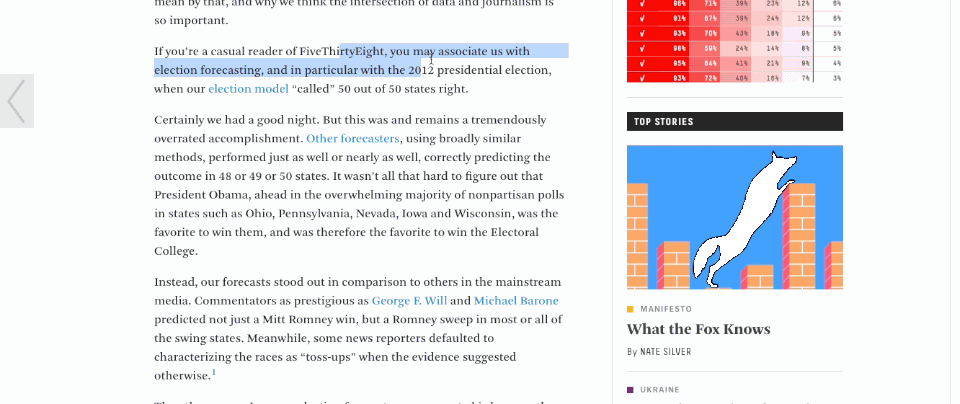 mean by that, and why we think the intersection of data and journalism is
so important.
If you're a casual reader of FiveThirtyEight, you may associate us with
election forecasting, and in particular with the 2012 presidential election,
when our election model “called” 50 out of 50 states right.
Certainly we had a good night. But this was and remains a tremendously
overrated accomplishment. Other forecasters, using broadly similar
methods, performed just as well or nearly as well, correctly predicting the
outcome in 48 or 49 or 50 states. It wasn't all that hard to figure out that
President Obama, ahead in the overwhelming majority of nonpartisan polls
in states such as Ohio, Pennsylvania, Nevada, Iowa and Wisconsin, was the
favorite to win them, and was therefore the favorite to win the Electoral
College.
Instead, our forecasts stood out in comparison to others in the mainstream
media. Commentators as prestigious as George F. Will and Michael Barone
predicted not just a Mitt Romney win, but a Romney sweep in most or all of
the swing states. Meanwhile, some news reporters defaulted to
characterizing the races as “toss-ups” when the evidence suggested
otherwise.1
√ 96% 71% 39% 23% 12% 6%
√ 91% 67% 39% 24% 12% 6%
√ 93% 70% 43% 18% 9% 5%
√ 96% 59% 24% 14% 8% 5%
√ 95% 64% 41% 21% 9% 4%
√ 93% 72% 46% 16% 7% 3%
TOP STORIES
MANIFESTO
What the Fox Knows
By NATE SILVER
UKRAINE